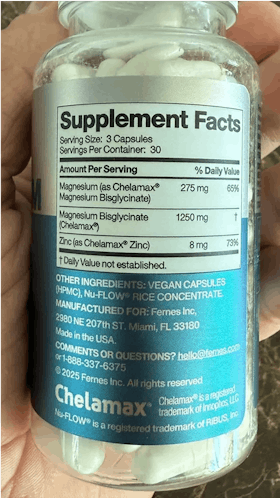 Supplement Facts
Serving Size: 3 Capsules
Servings Per Container: 30
Amount Per Serving % Daily Value
Magnesium (as Chelamax® 275 mg 65%
Magnesium Bisglycinate)
Magnesium Bisglycinate 1250 mg †
(Chelamax®)
Zinc (as Chelamax® Zinc) 8 mg 73%
† Daily Value not established.
OTHER INGREDIENTS: VEGAN CAPSULES
(HPMC), Nu-FLOW® RICE CONCENTRATE.
MANUFACTURED FOR: Fernes Inc,
2980 NE 207th ST. Miami, FL 33180
Made in the USA.
COMMENTS OR QUESTIONS? hello@fernes.com
or 1-888-337-6375
© 2025 Fernes Inc. All rights reserved
Chelamax® Chelamax® is a registered
trademark of Innophos, LLC
Nu-FLOW® is a registered trademark of RIBUS, Inc.